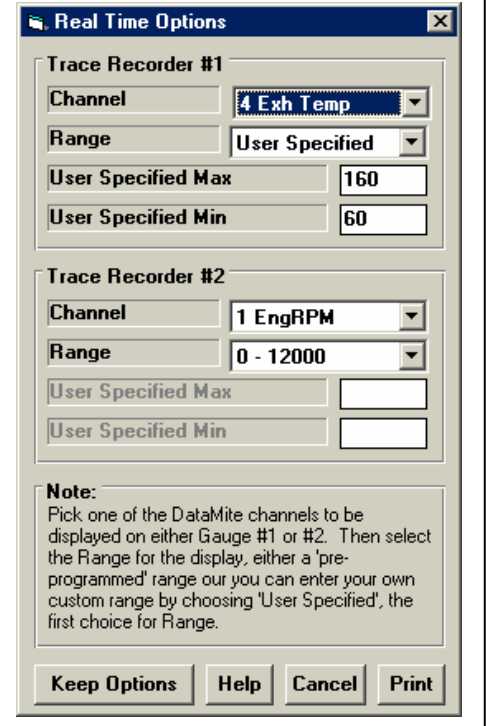 Real Time Options
Trace Recorder #1
Channel 4 Exh Temp
Range User Specified
User Specified Max 160
User Specified Min 60
Trace Recorder #2
Channel 1 EngRPM
Range 0 - 12000
User Specified Max
User Specified Min
Note:
Pick one of the DataMite channels to be
displayed on either Gauge #1 or #2. Then select
the Range for the display, either a 'pre-
programmed' range our you can enter your own
custom range by choosing 'User Specified', the
first choice for Range.
Keep Options Help Cancel Print